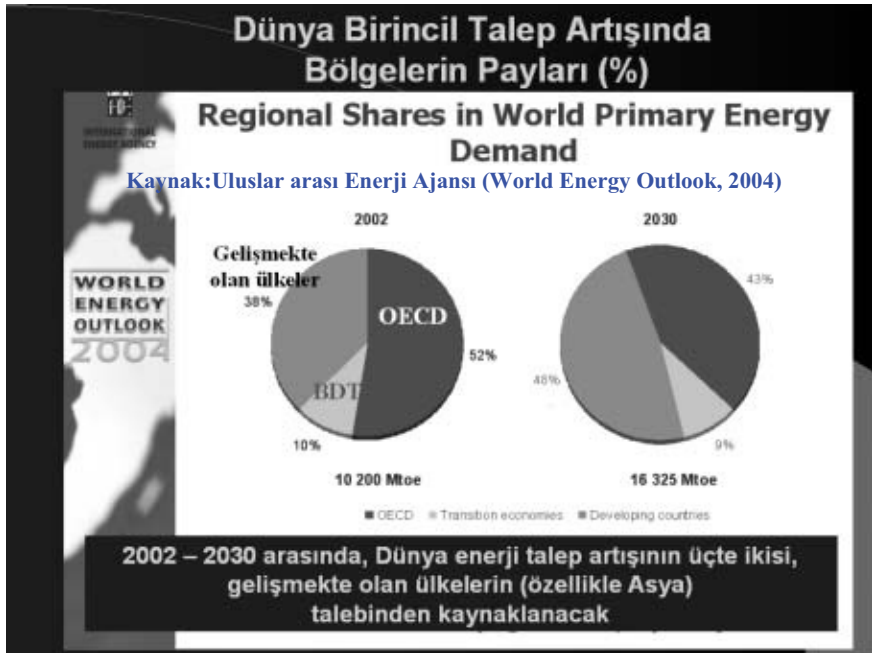 Dünya Birincil Talep Artışında
Bölgelerin Payları (%)
INTERNATIONAL
ENERGY AGENCY
Regional Shares in World Primary Energy
Demand
Kaynak:Uluslar arası Enerji Ajansı (World Energy Outlook, 2004)
WORLD
ENERGY
OUTLOOK
2004
2002
Gelişmekte
olan ülkeler
38%
OECD
52%
BDT
10%
10 200 Mtoe
2030
43%
48%
9%
16 325 Mtoe
OECD Transition economies Developing countries
2002 – 2030 arasında, Dünya enerji talep artışının üçte ikisi,
gelişmekte olan ülkelerin (özellikle Asya)
talebinden kaynaklanacak